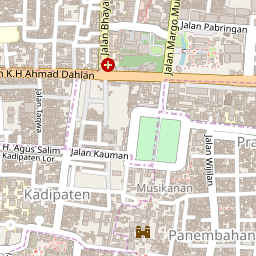 Jalan Pabringan
Jalan Bhaya
Jalan Margo Mu
n K.H Ahmad Dahlan
Jalan Taqwa
H. Agus Salim
Kadipaten Lor
Jalan Kauman
Jalan Wijilan
Pra
Kadipaten
Musikanan
Panembahan